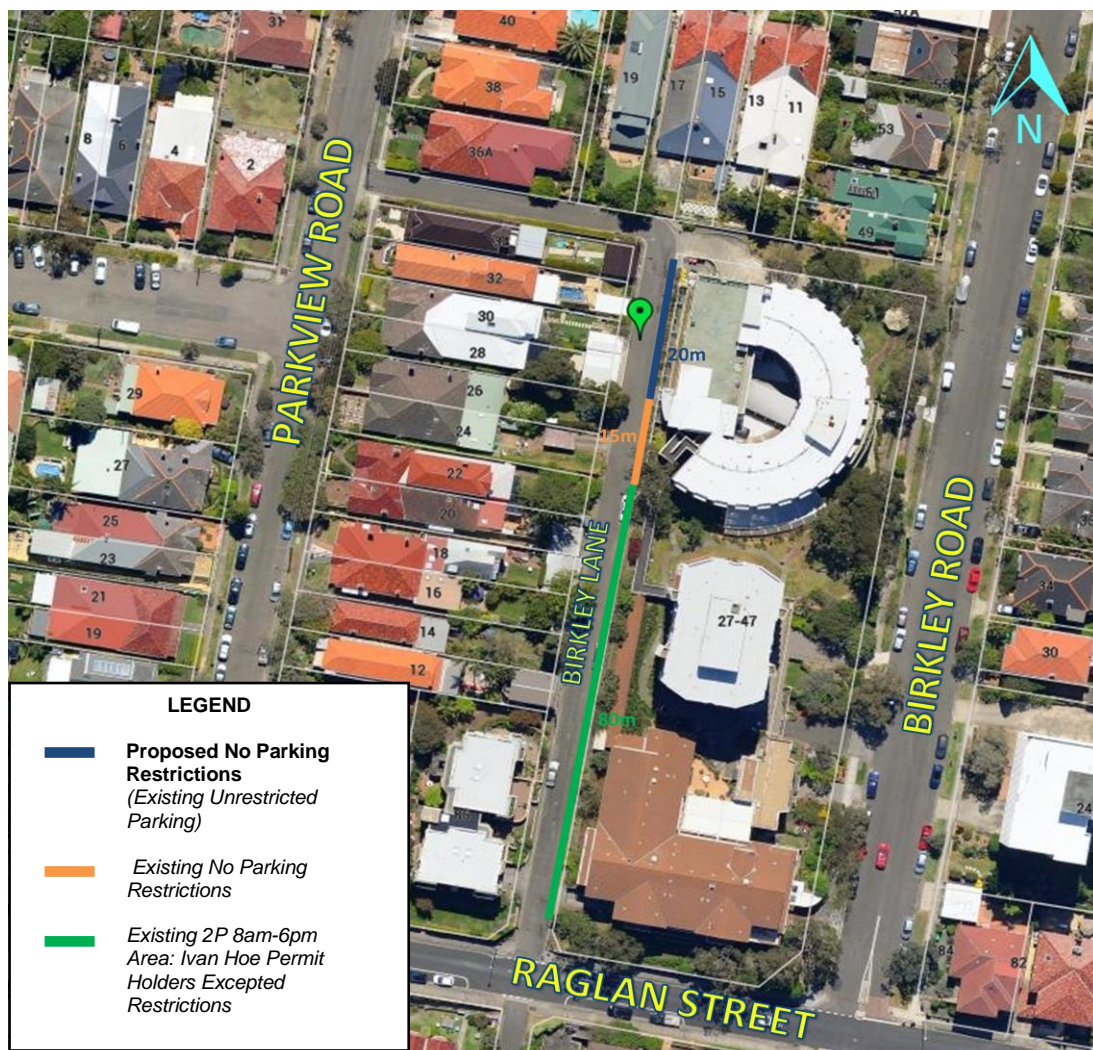 31
40
19
17
15
13
11
38
8
6
4
2
36A
53
51
49
PARKVIEW ROAD
N
32
30
28
20m
29
26
24
15m
27
22
20
25
23
18
16
21
19
14
12
BIRKLEY LANE
27-47
BIRKLEY ROAD
34
30
80m
24
84
82
RAGLAN STREET
LEGEND
Proposed No Parking
Restrictions
(Existing Unrestricted
Parking)
Existing No Parking
Restrictions
Existing 2P 8am-6pm
Area: Ivan Hoe Permit
Holders Excepted
Restrictions